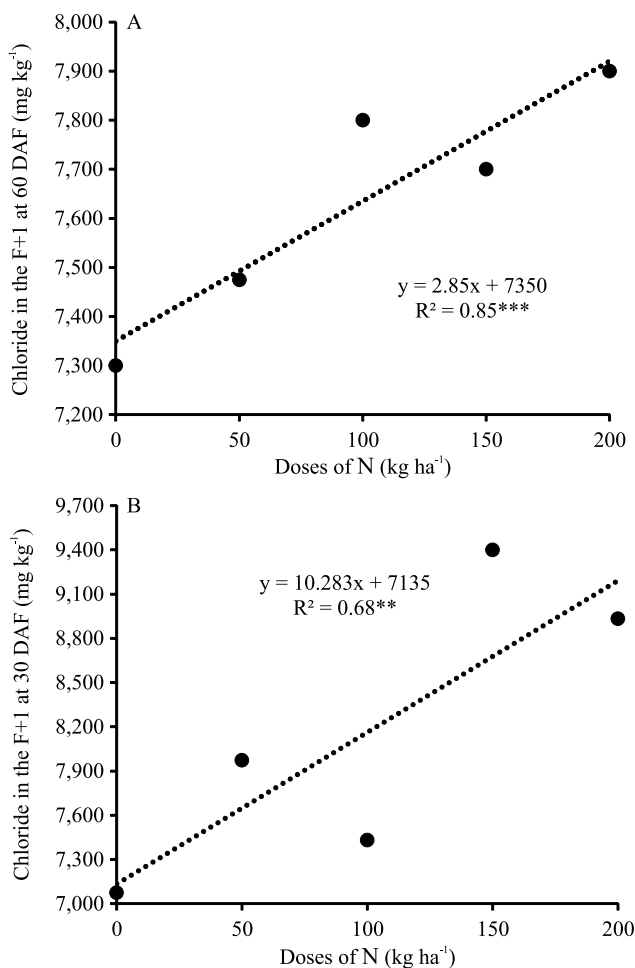 A
8,000
7,900
7,800
7,700
7,600
7,500
7,400
7,300
7,200
Chloride in the F+1 at 60 DAF (mg kg⁻¹)
y = 2.85x + 7350
R² = 0.85***
0 50 100 150 200
Doses of N (kg ha⁻¹)
B
9,700
9,400
9,100
8,800
8,500
8,200
7,900
7,600
7,300
7,000
Chloride in the F+1 at 30 DAF (mg kg⁻¹)
y = 10.283x + 7135
R² = 0.68**
0 50 100 150 200
Doses of N (kg ha⁻¹)